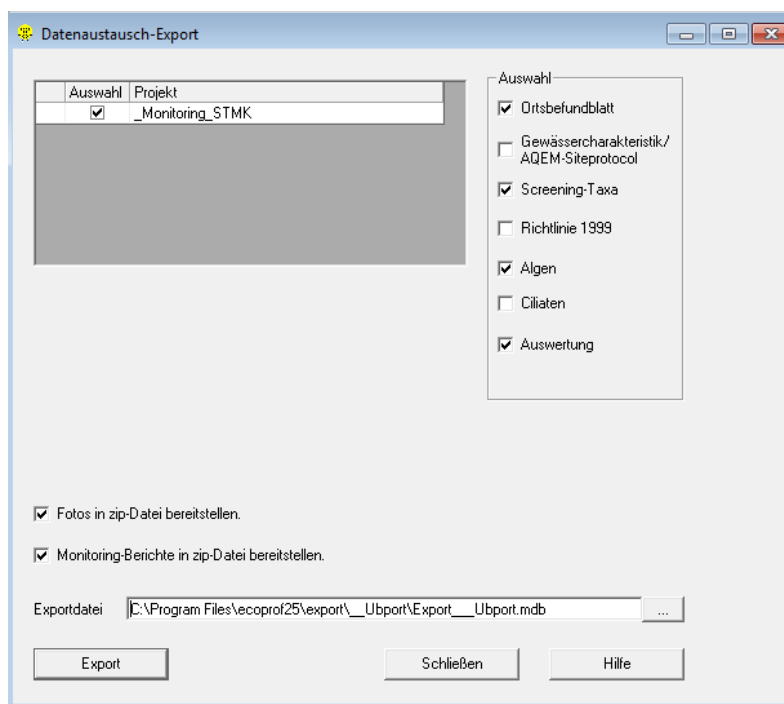 Datenaustausch-Export
Auswahl Projekt
_Monitoring_STMK
Auswahl
Ortsbefundblatt
Gewässercharakteristik/
AQEM-Siteprotocol
Screening-Taxa
Richtlinie 1999
Algen
Ciliaten
Auswertung
Fotos in zip-Datei bereitstellen.
Monitoring-Berichte in zip-Datei bereitstellen.
Exportdatei C:\Program Files\ecoprof25\export\__Ubport\Export___Ubport.mdb ...
Export Schließen Hilfe